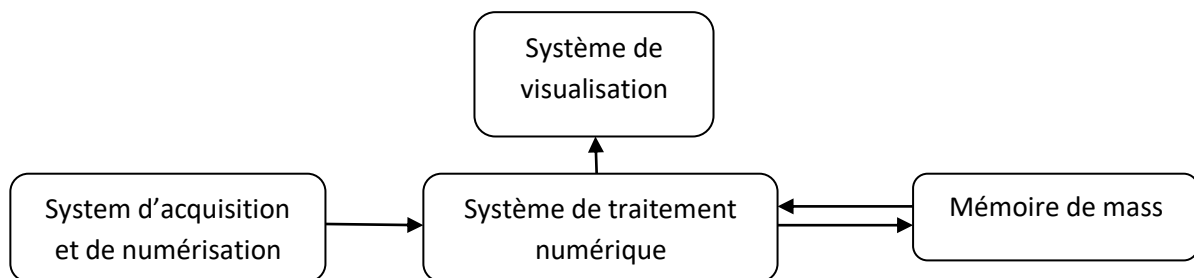 Système de
visualisation
System d’acquisition
et de numérisation
Système de traitement
numérique
Mémoire de mass